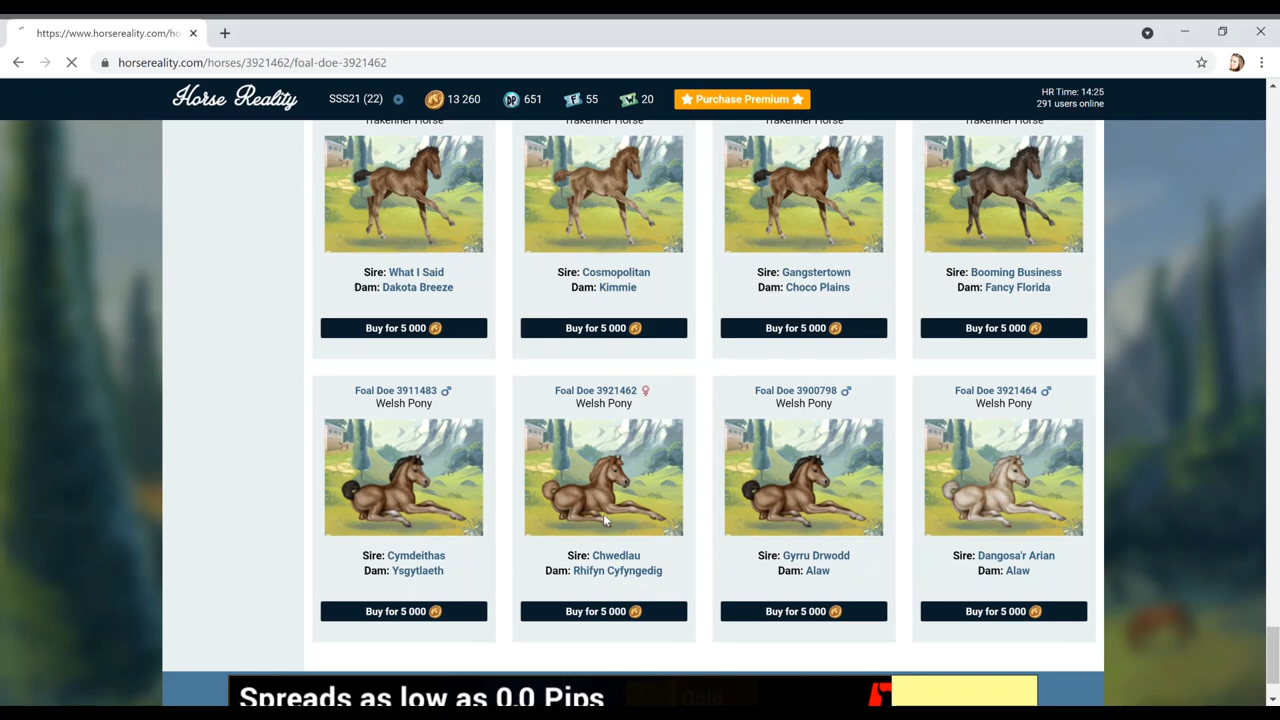 https://www.horsereality.com/ho
horsereality.com/horses/3921462/foal-doe-3921462
Horse Reality
SSS21 (22)
13 260
DP
651
55
20
Purchase Premium
HR Time: 14:25
291 users online
Trakehner Horse
Trakehner Horse
Trakehner Horse
Trakehner Horse
Sire: What I Said
Dam: Dakota Breeze
Sire: Cosmopolitan
Dam: Kimmie
Sire: Gangstertown
Dam: Choco Plains
Sire: Booming Business
Dam: Fancy Florida
Buy for 5 000
Buy for 5 000
Buy for 5 000
Buy for 5 000
Foal Doe 3911483 ♂
Welsh Pony
Foal Doe 3921462 ♀
Welsh Pony
Foal Doe 3900798 ♂
Welsh Pony
Foal Doe 3921464 ♂
Welsh Pony
Sire: Cymdeithas
Dam: Ysgytlaeth
Sire: Chwedlau
Dam: Rhifyn Cyfyngedig
Sire: Gyrru Drwodd
Dam: Alaw
Sire: Dangosa'r Arian
Dam: Alaw
Buy for 5 000
Buy for 5 000
Buy for 5 000
Buy for 5 000
Spreads as low as 0.0 Pips
Gold